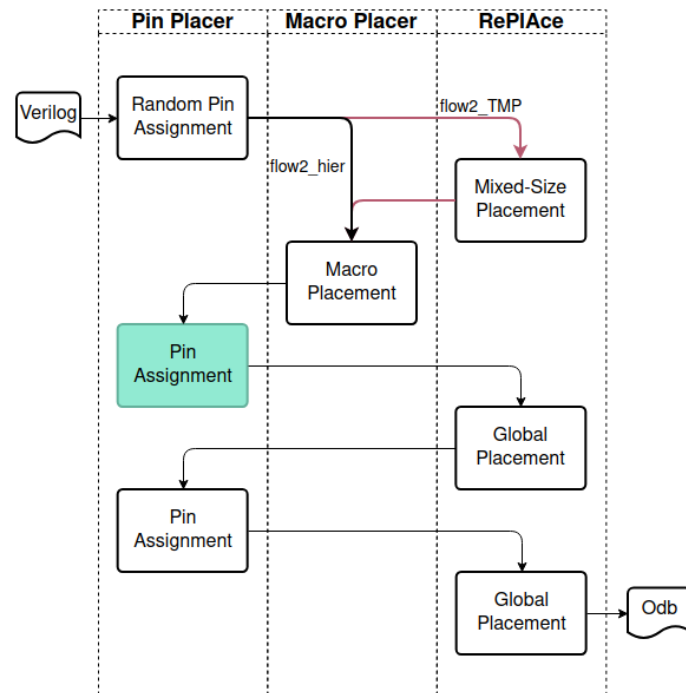 Pin Placer
Macro Placer
RePlAce
Verilog
Random Pin
Assignment
flow2_TMP
flow2_hier
Mixed-Size
Placement
Macro
Placement
Pin
Assignment
Global
Placement
Pin
Assignment
Global
Placement
Odb